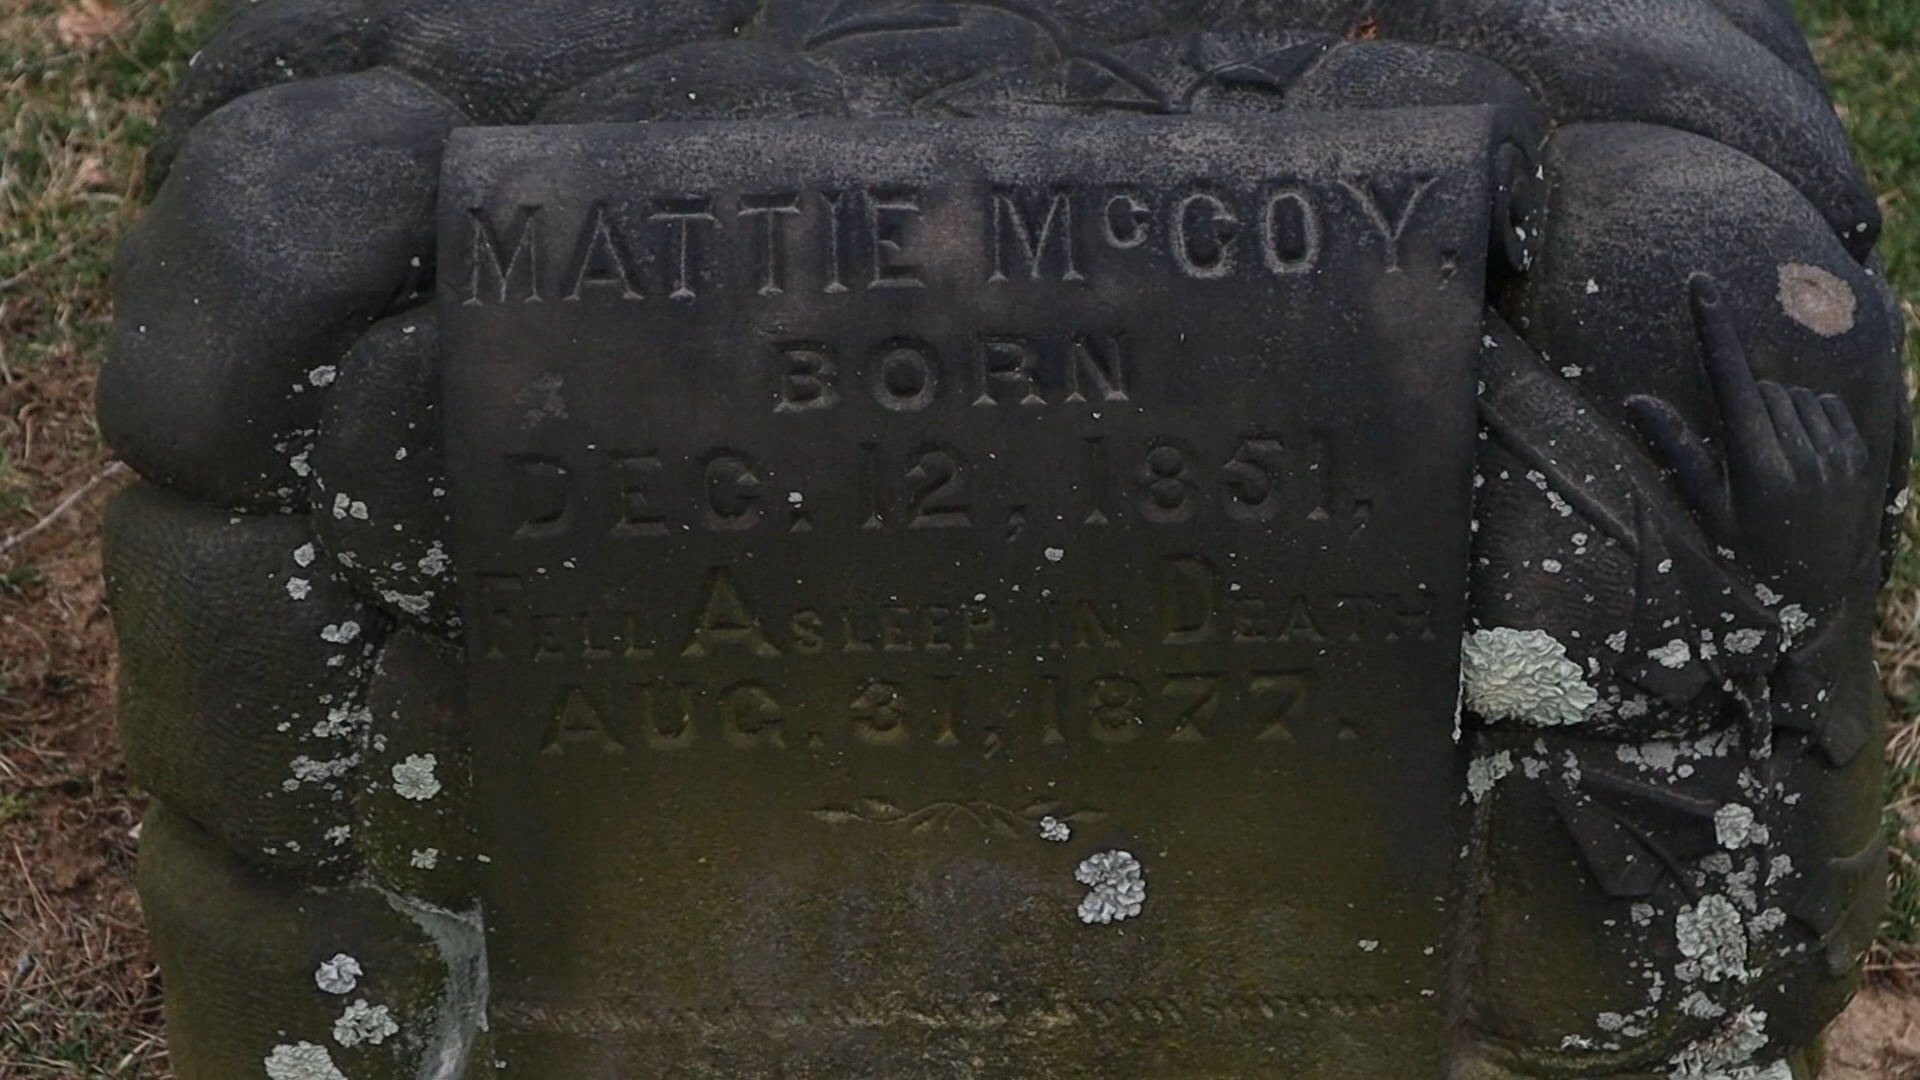 MATTIE McCOY,
BORN
DEC. 12, 1851,
FELL ASLEEP IN DEATH
AUG. 31, 1877.